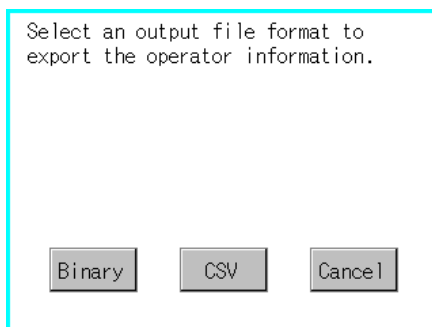 Select an output file format to
export the operator information.
Binary CSV Cancel